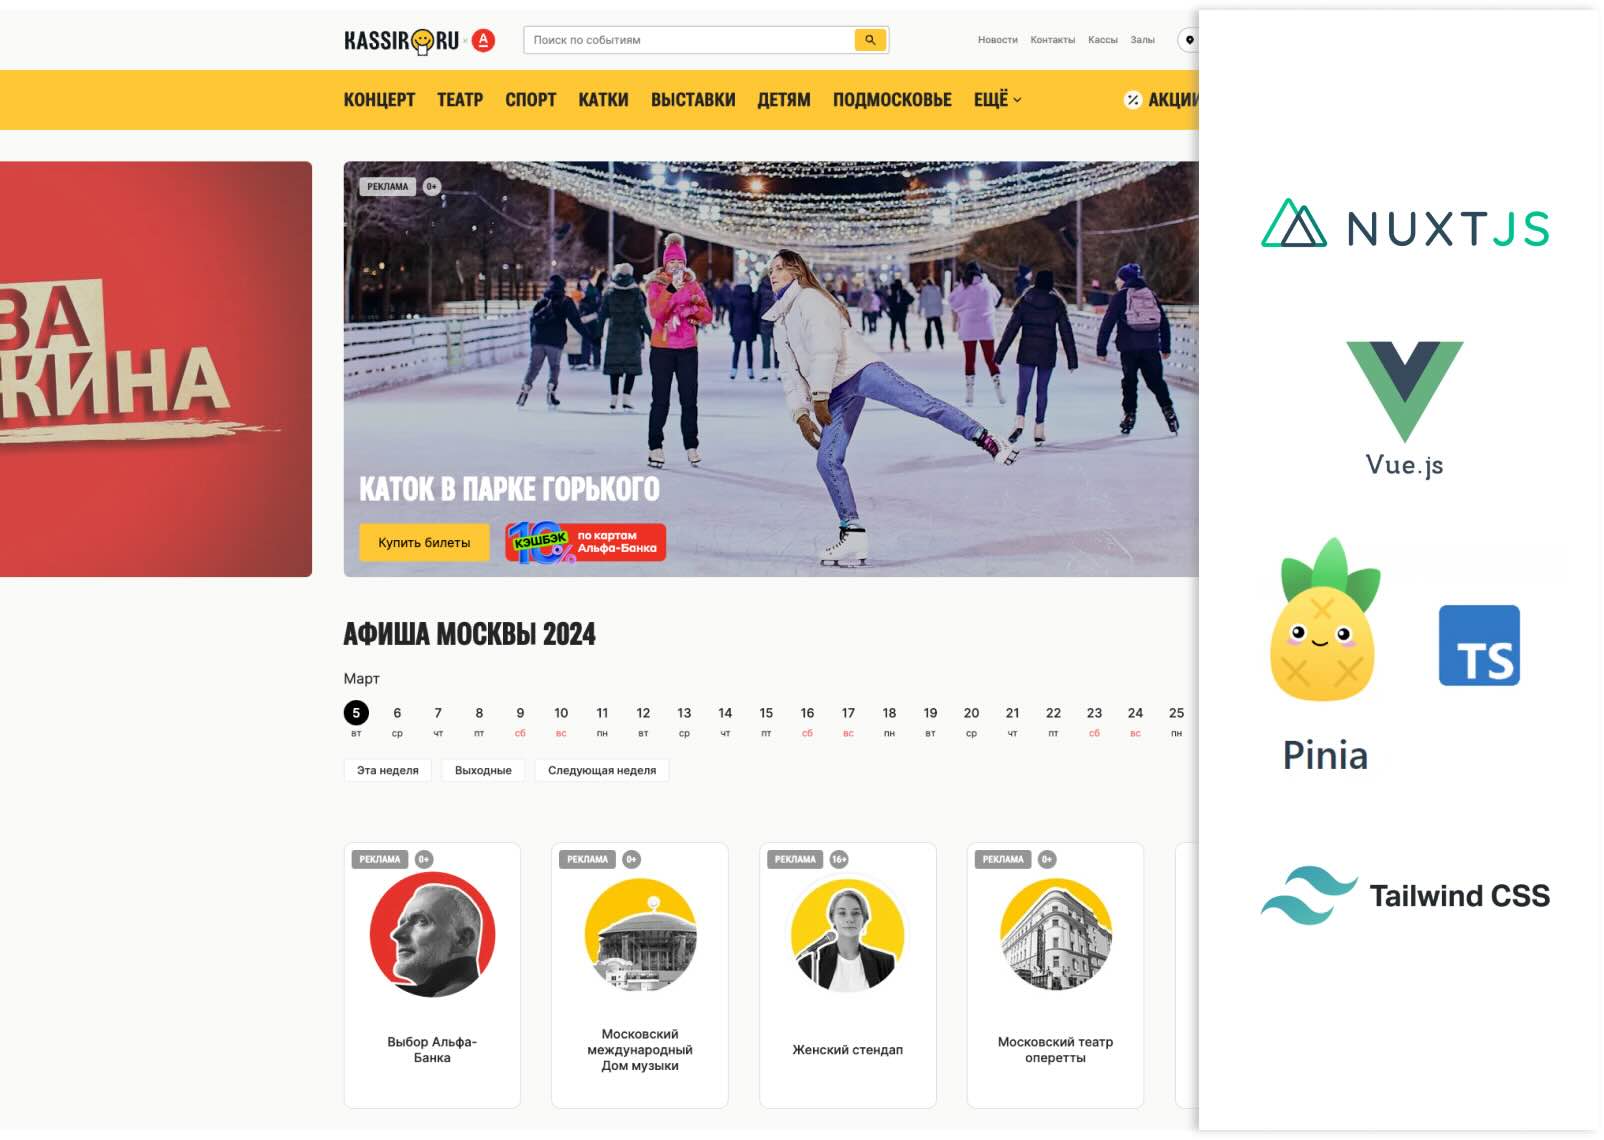 KASSIR RU × А
Поиск по событиям
Новости Контакты Кассы Залы
КОНЦЕРТ ТЕАТР СПОРТ КАТКИ ВЫСТАВКИ ДЕТЯМ ПОДМОСКОВЬЕ ЕЩЁ % АКЦИИ
ВА
ЖКИНА
РЕКЛАМА 0+
КАТОК В ПАРКЕ ГОРЬКОГО
Купить билеты
10%
КЭШБЭК
по картам
Альфа-Банка
АФИША МОСКВЫ 2024
Март
5 6 7 8 9 10 11 12 13 14 15 16 17 18 19 20 21 22 23 24 25
вт ср чт пт сб вс пн вт ср чт пт сб вс пн вт ср чт пт сб вс пн
Эта неделя Выходные Следующая неделя
РЕКЛАМА 0+
Выбор Альфа-
Банка
РЕКЛАМА 0+
Московский
международный
Дом музыки
РЕКЛАМА 16+
Женский стендап
РЕКЛАМА 0+
Московский театр
оперетты
NUXTJS
Vue.js
TS
Pinia
Tailwind CSS